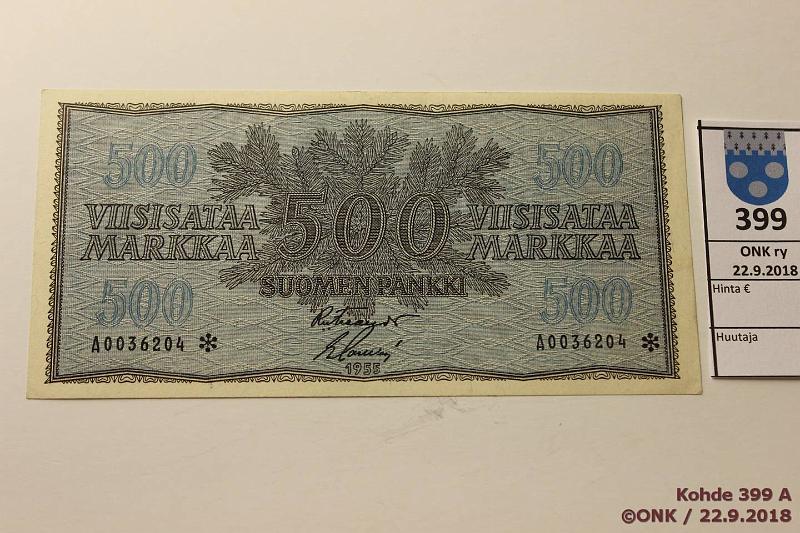 500 500
VIISISATAA 500 VIISISATAA
MARKKAA MARKKAA
SUOMEN PANKKI
500 500
A0036204 * A0036204 *
1955
399
ONK ry
22.9.2018
Hinta €
Huutaja
Kohde 399 A
©ONK / 22.9.2018